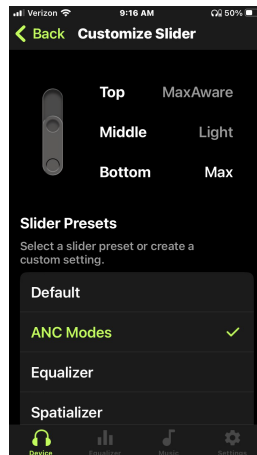 Verizon 9:16 AM 50%
Back Customize Slider
Top MaxAware
Middle Light
Bottom Max
Slider Presets
Select a slider preset or create a
custom setting.
Default
ANC Modes
Equalizer
Spatializer
Device Equalizer Music Settings